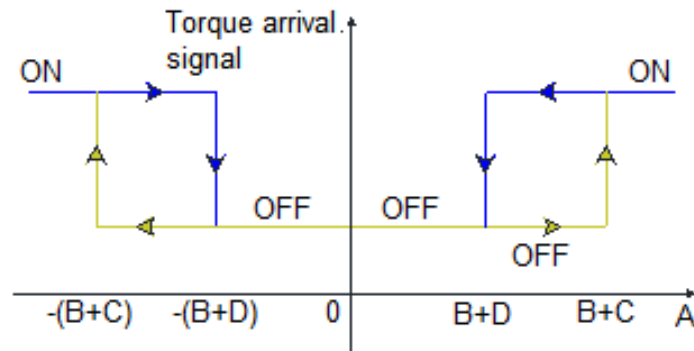 Torque arrival.
signal
ON
ON
OFF
OFF
OFF
-(B+C)
-(B+D)
0
B+D
B+C
A